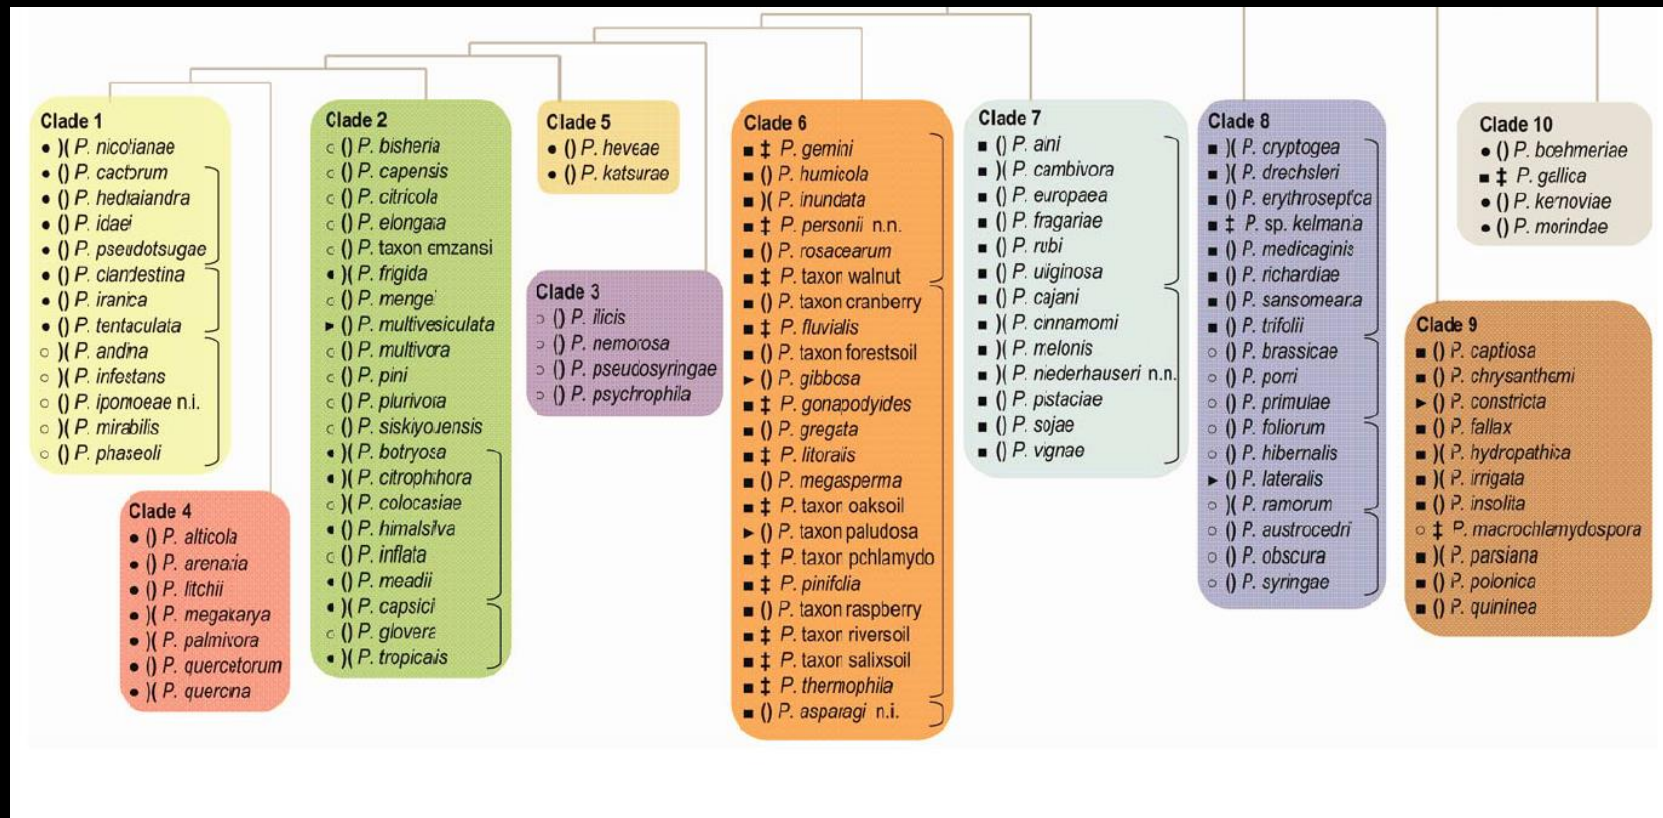 Clade 1
● )( P. nicotianae
● () P. cactorum
● () P. hedraiandra
● () P. idaei
● () P. pseudotsugae
● () P. clandestina
● () P. iranica
● () P. tentaculata
○ )( P. andina
○ )( P. infestans
○ () P. ipomoeae n.i.
○ )( P. mirabilis
○ () P. phaseoli
Clade 4
● () P. alticola
● () P. arenaria
● () P. litchii
● )( P. megakarya
● )( P. palmivora
● () P. quercetorum
● )( P. quercina
Clade 2
○ () P. bisheria
○ () P. capensis
○ () P. citricola
○ () P. elongata
○ () P. taxon emzansi
◖ )( P. frigida
○ () P. mengei
► () P. multivesiculata
○ () P. multivora
○ () P. pini
○ () P. plurivora
○ () P. siskiyouensis
◖ )( P. botryosa
◖ )( P. citrophthora
○ )( P. colocasiae
◖ () P. himalsilva
○ () P. inflata
◖ () P. meadii
◖ )( P. capsici
○ () P. glovera
◖ )( P. tropicalis
Clade 5
● () P. heveae
● () P. katsurae
Clade 3
○ () P. ilicis
○ () P. nemorosa
○ () P. pseudosyringae
○ () P. psychrophila
Clade 6
■ ‡ P. gemini
■ () P. humicola
■ )( P. inundata
■ ‡ P. personii n.n.
■ () P. rosacearum
■ ‡ P. taxon walnut
■ () P. taxon cranberry
■ ‡ P. fluvialis
■ () P. taxon forestsoil
► () P. gibbosa
■ ‡ P. gonapodyides
■ () P. gregata
■ ‡ P. litoralis
■ () P. megasperma
■ ‡ P. taxon oaksoil
► () P. taxon paludosa
■ ‡ P. taxon pchlamydo
■ ‡ P. pinifolia
■ () P. taxon raspberry
■ ‡ P. taxon riversoil
■ ‡ P. taxon salixsoil
■ ‡ P. thermophila
■ () P. asparagi n.i.
Clade 7
■ () P. alni
■ )( P. cambivora
■ () P. europaea
■ () P. fragariae
■ () P. rubi
■ () P. uliginosa
■ () P. cajani
■ )( P. cinnamomi
■ )( P. melonis
■ )( P. niederhauseri n.n.
■ () P. pistaciae
■ () P. sojae
■ () P. vignae
Clade 8
■ )( P. cryptogea
■ )( P. drechsleri
■ () P. erythroseptica
■ ‡ P. sp. kelmania
■ () P. medicaginis
■ () P. richardiae
■ () P. sansomeana
■ () P. trifolii
○ () P. brassicae
○ () P. porri
○ () P. primulae
○ () P. foliorum
○ () P. hibernalis
► () P. lateralis
○ )( P. ramorum
○ () P. austrocedri
○ () P. obscura
○ () P. syringae
Clade 10
● () P. boehmeriae
■ ‡ P. gallica
● () P. kernoviae
● () P. morindae
Clade 9
■ () P. captiosa
■ () P. chrysanthemi
► () P. constricta
■ () P. fallax
■ )( P. hydropathica
■ )( P. irrigata
■ () P. insolita
○ ‡ P. macrochlamydospora
■ )( P. parsiana
■ () P. polonica
■ () P. quininea